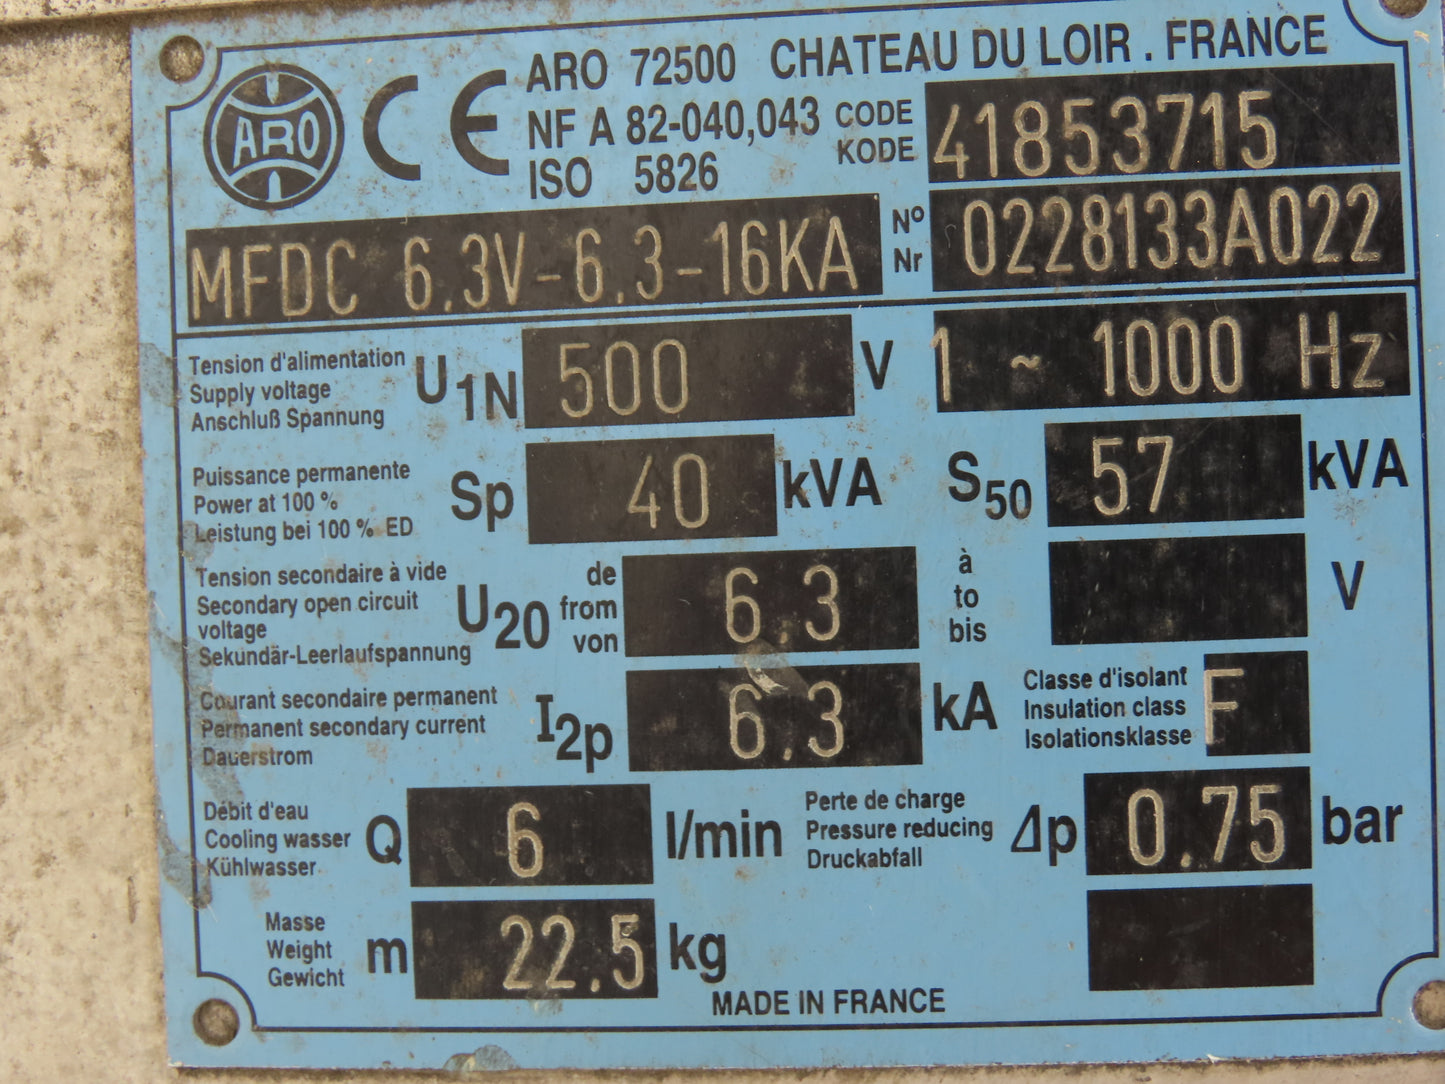 ARO CE ARO 72500 CHATEAU DU LOIR . FRANCE
NF A 82-040,043 CODE KODE 41853715
ISO 5826
MFDC 6.3V-6.3-16KA Nº Nr 0228133A022
Tension d'alimentation
Supply voltage
Anschluß Spannung
U1N 500 V 1 ~ 1000 Hz
Puissance permanente
Power at 100 %
Leistung bei 100 % ED
Sp 40 kVA S50 57 kVA
Tension secondaire à vide
Secondary open circuit
voltage
Sekundär-Leerlaufspannung
U20
de
from
von
6.3
à
to
bis
V
Courant secondaire permanent
Permanent secondary current
Dauerstrom
I2p 6.3 kA
Classe d'isolant
Insulation class
Isolationsklasse
F
Débit d'eau
Cooling wasser
Kühlwasser
Q 6 l/min
Perte de charge
Pressure reducing
Druckabfall
Δp 0.75 bar
Masse
Weight
Gewicht
m 22.5 kg
MADE IN FRANCE